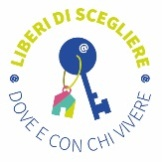 LIBERI DI SCEGLIERE
@ DOVE E CON CHI VIVERE @